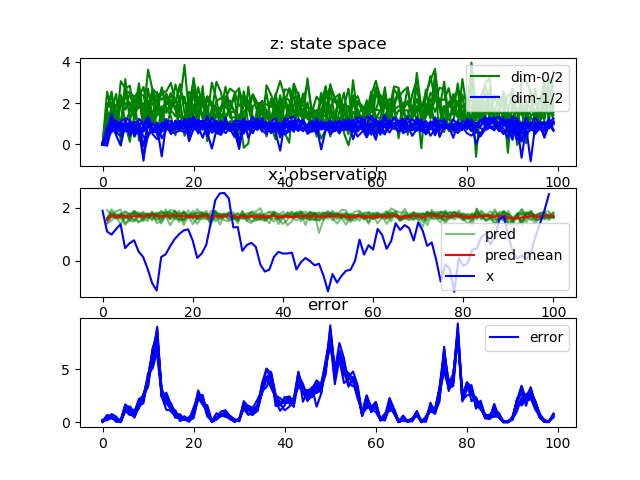 z: state space
4
2
0
dim-0/2
dim-1/2
0 20 40 60 80 100
x: observation
2
0
pred
pred_mean
x
0 20 40 60 80 100
error
5
0
error
0 20 40 60 80 100